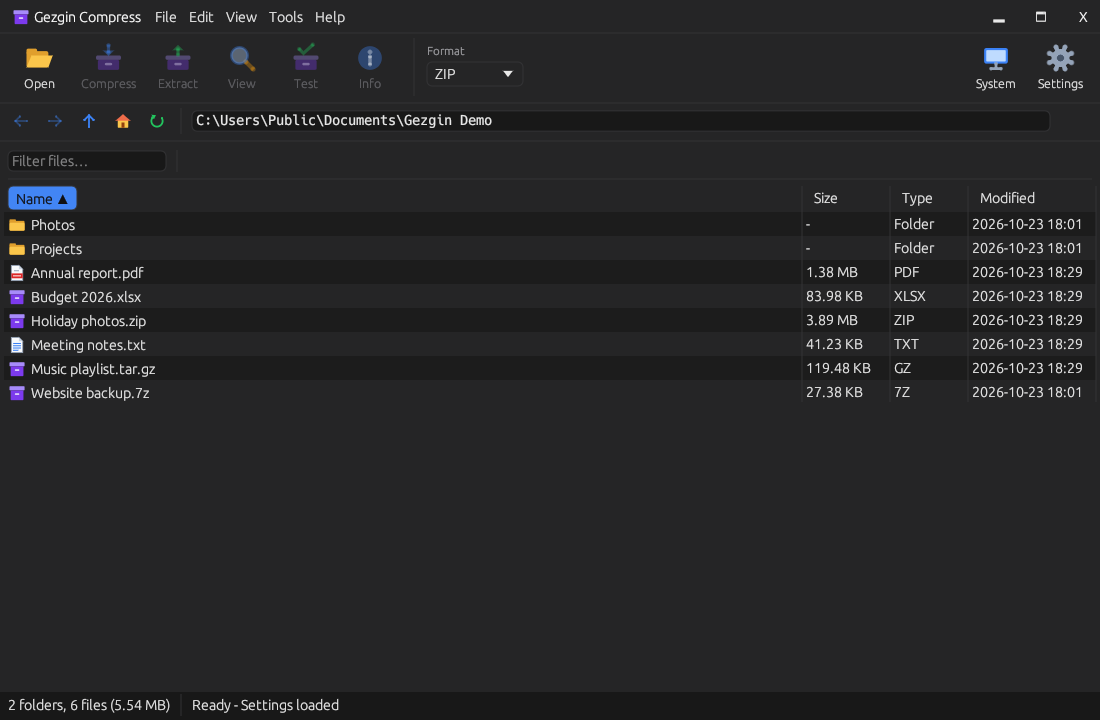 Gezgin Compress File Edit View Tools Help X
Format
Open Compress Extract View Test Info ZIP System Settings
C:\Users\Public\Documents\Gezgin Demo
Filter files...
Name ▲ Size Type Modified
Photos - Folder 2026-10-23 18:01
Projects - Folder 2026-10-23 18:01
Annual report.pdf 1.38 MB PDF 2026-10-23 18:29
Budget 2026.xlsx 83.98 KB XLSX 2026-10-23 18:29
Holiday photos.zip 3.89 MB ZIP 2026-10-23 18:29
Meeting notes.txt 41.23 KB TXT 2026-10-23 18:29
Music playlist.tar.gz 119.48 KB GZ 2026-10-23 18:29
Website backup.7z 27.38 KB 7Z 2026-10-23 18:01
2 folders, 6 files (5.54 MB) Ready - Settings loaded